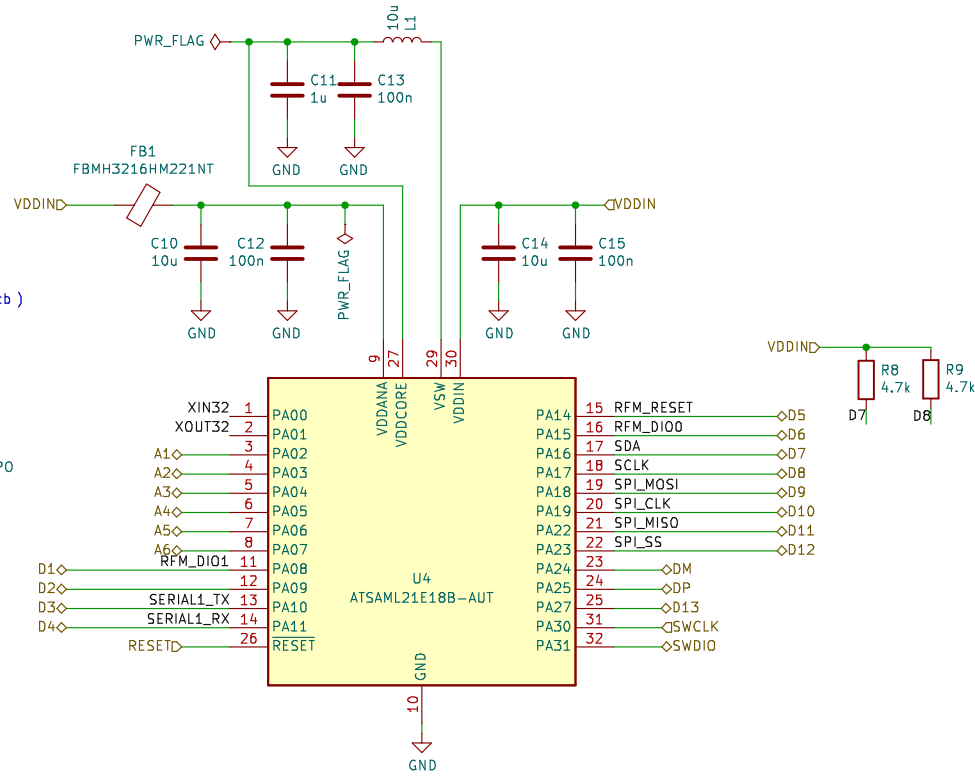 10u
L1
PWR_FLAG
C11
1u
C13
100n
GND
GND
FB1
FBMH3216HM221NT
VDDIN
VDDIN
C10
10u
C12
100n
PWR_FLAG
C14
10u
C15
100n
GND
GND
GND
GND
cb )
VDDIN
R8
4.7k
R9
4.7k
D7
D8
9
27
29
30
VDDANA
VDDCORE
VSW
VDDIN
XIN32 1 PA00
XOUT32 2 PA01
A1 3 PA02
A2 4 PA03
A3 5 PA04
A4 6 PA05
A5 7 PA06
A6 8 PA07
D1 RFM_DIO1 11 PA08
D2 12 PA09
D3 SERIAL1_TX 13 PA10
D4 SERIAL1_RX 14 PA11
RESET 26 RESET
PO
PA14 15 RFM_RESET D5
PA15 16 RFM_DIO0 D6
PA16 17 SDA D7
PA17 18 SCLK D8
PA18 19 SPI_MOSI D9
PA19 20 SPI_CLK D10
PA22 21 SPI_MISO D11
PA23 22 SPI_SS D12
PA24 23 DM
PA25 24 DP
PA27 25 D13
PA30 31 SWCLK
PA31 32 SWDIO
U4
ATSAML21E18B-AUT
GND
10
GND